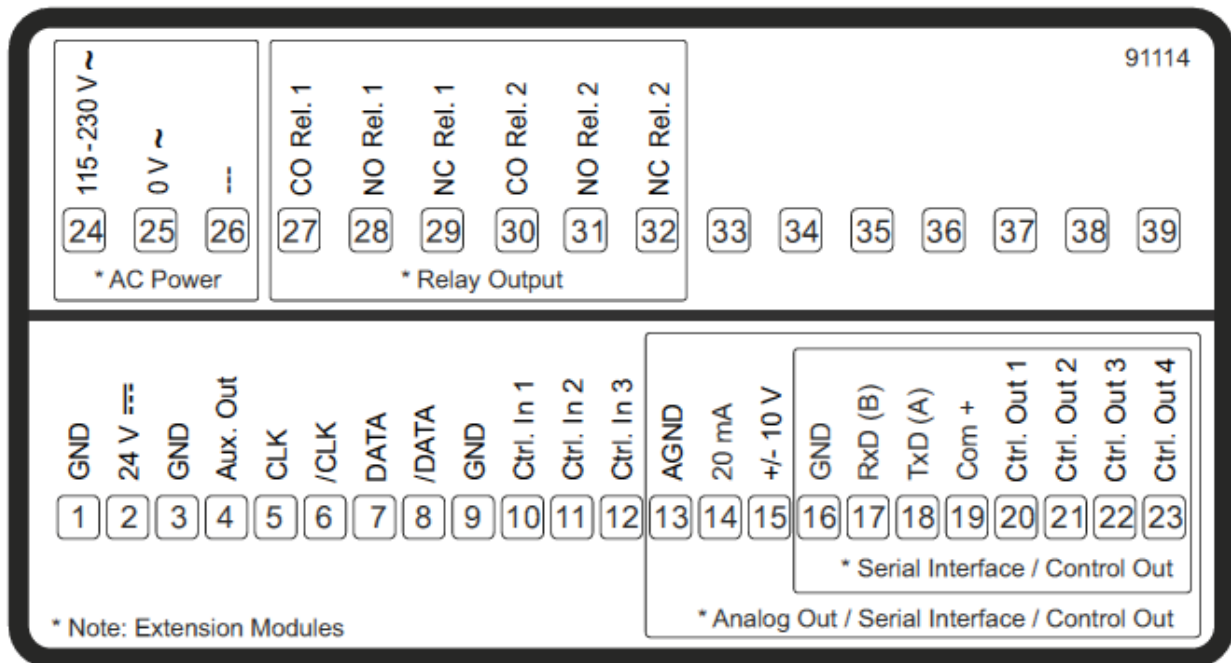 91114
115-230 V ~
0 V ~
---
CO Rel. 1
NO Rel. 1
NC Rel. 1
CO Rel. 2
NO Rel. 2
NC Rel. 2
24 25 26 27 28 29 30 31 32 33 34 35 36 37 38 39
* AC Power
* Relay Output
GND
24 V ⎓
GND
Aux. Out
CLK
/CLK
DATA
/DATA
GND
Ctrl. In 1
Ctrl. In 2
Ctrl. In 3
AGND
20 mA
+/- 10 V
GND
RxD (B)
TxD (A)
Com +
Ctrl. Out 1
Ctrl. Out 2
Ctrl. Out 3
Ctrl. Out 4
1 2 3 4 5 6 7 8 9 10 11 12 13 14 15 16 17 18 19 20 21 22 23
* Serial Interface / Control Out
* Analog Out / Serial Interface / Control Out
* Note: Extension Modules